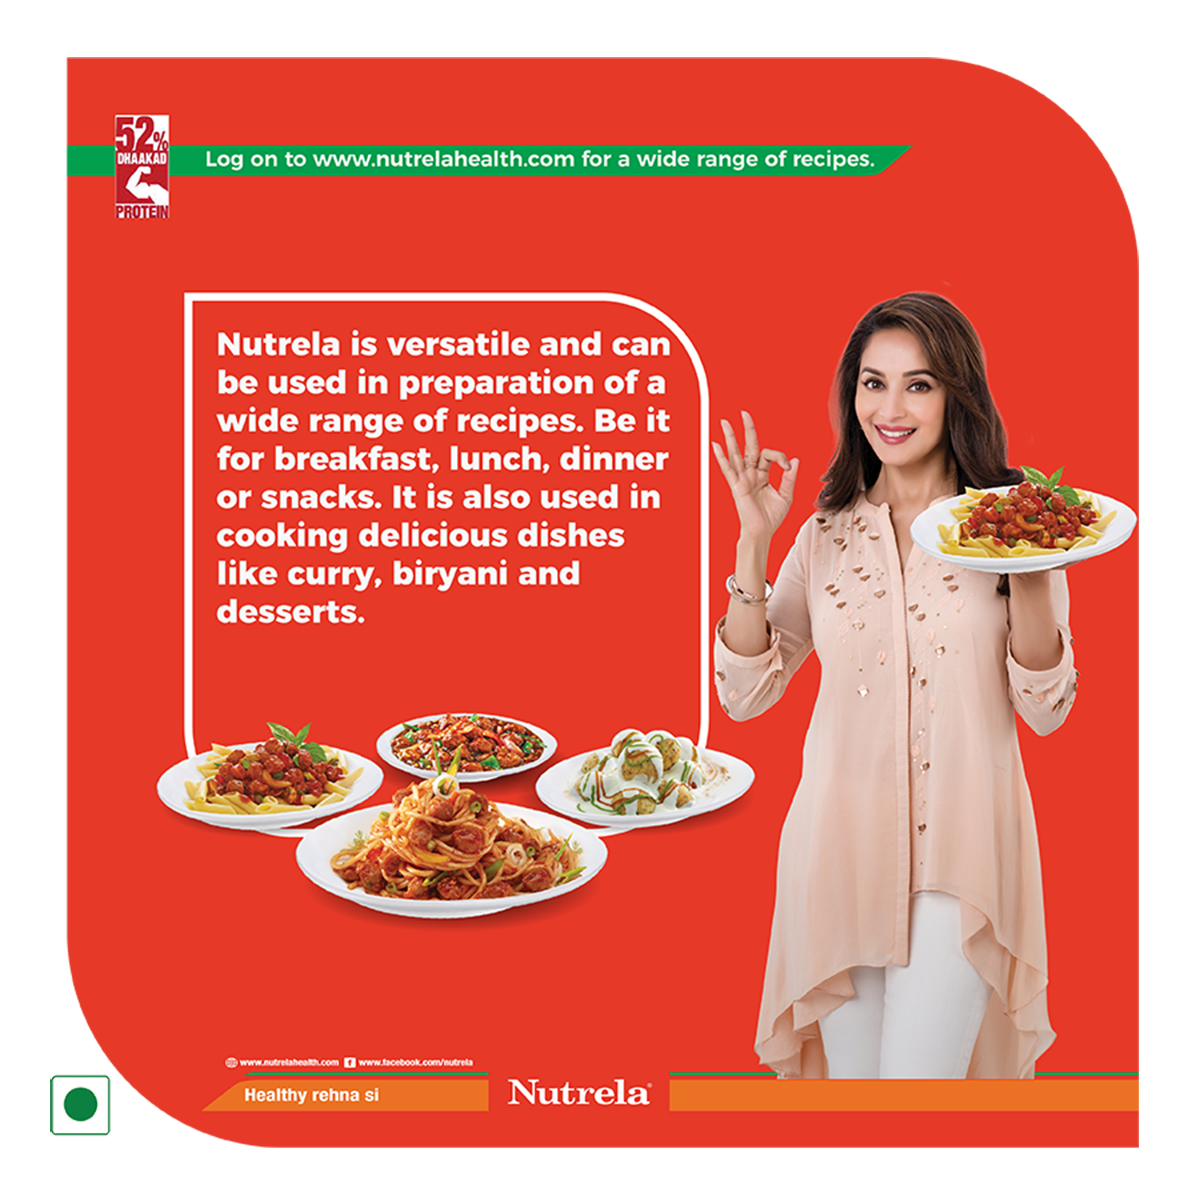 52%
DHAAKAD
PROTEIN
Log on to www.nutrelahealth.com for a wide range of recipes.
Nutrela is versatile and can
be used in preparation of a
wide range of recipes. Be it
for breakfast, lunch, dinner
or snacks. It is also used in
cooking delicious dishes
like curry, biryani and
desserts.
www.nutrelahealth.com www.facebook.com/nutrela
Healthy rehna si
Nutrela®